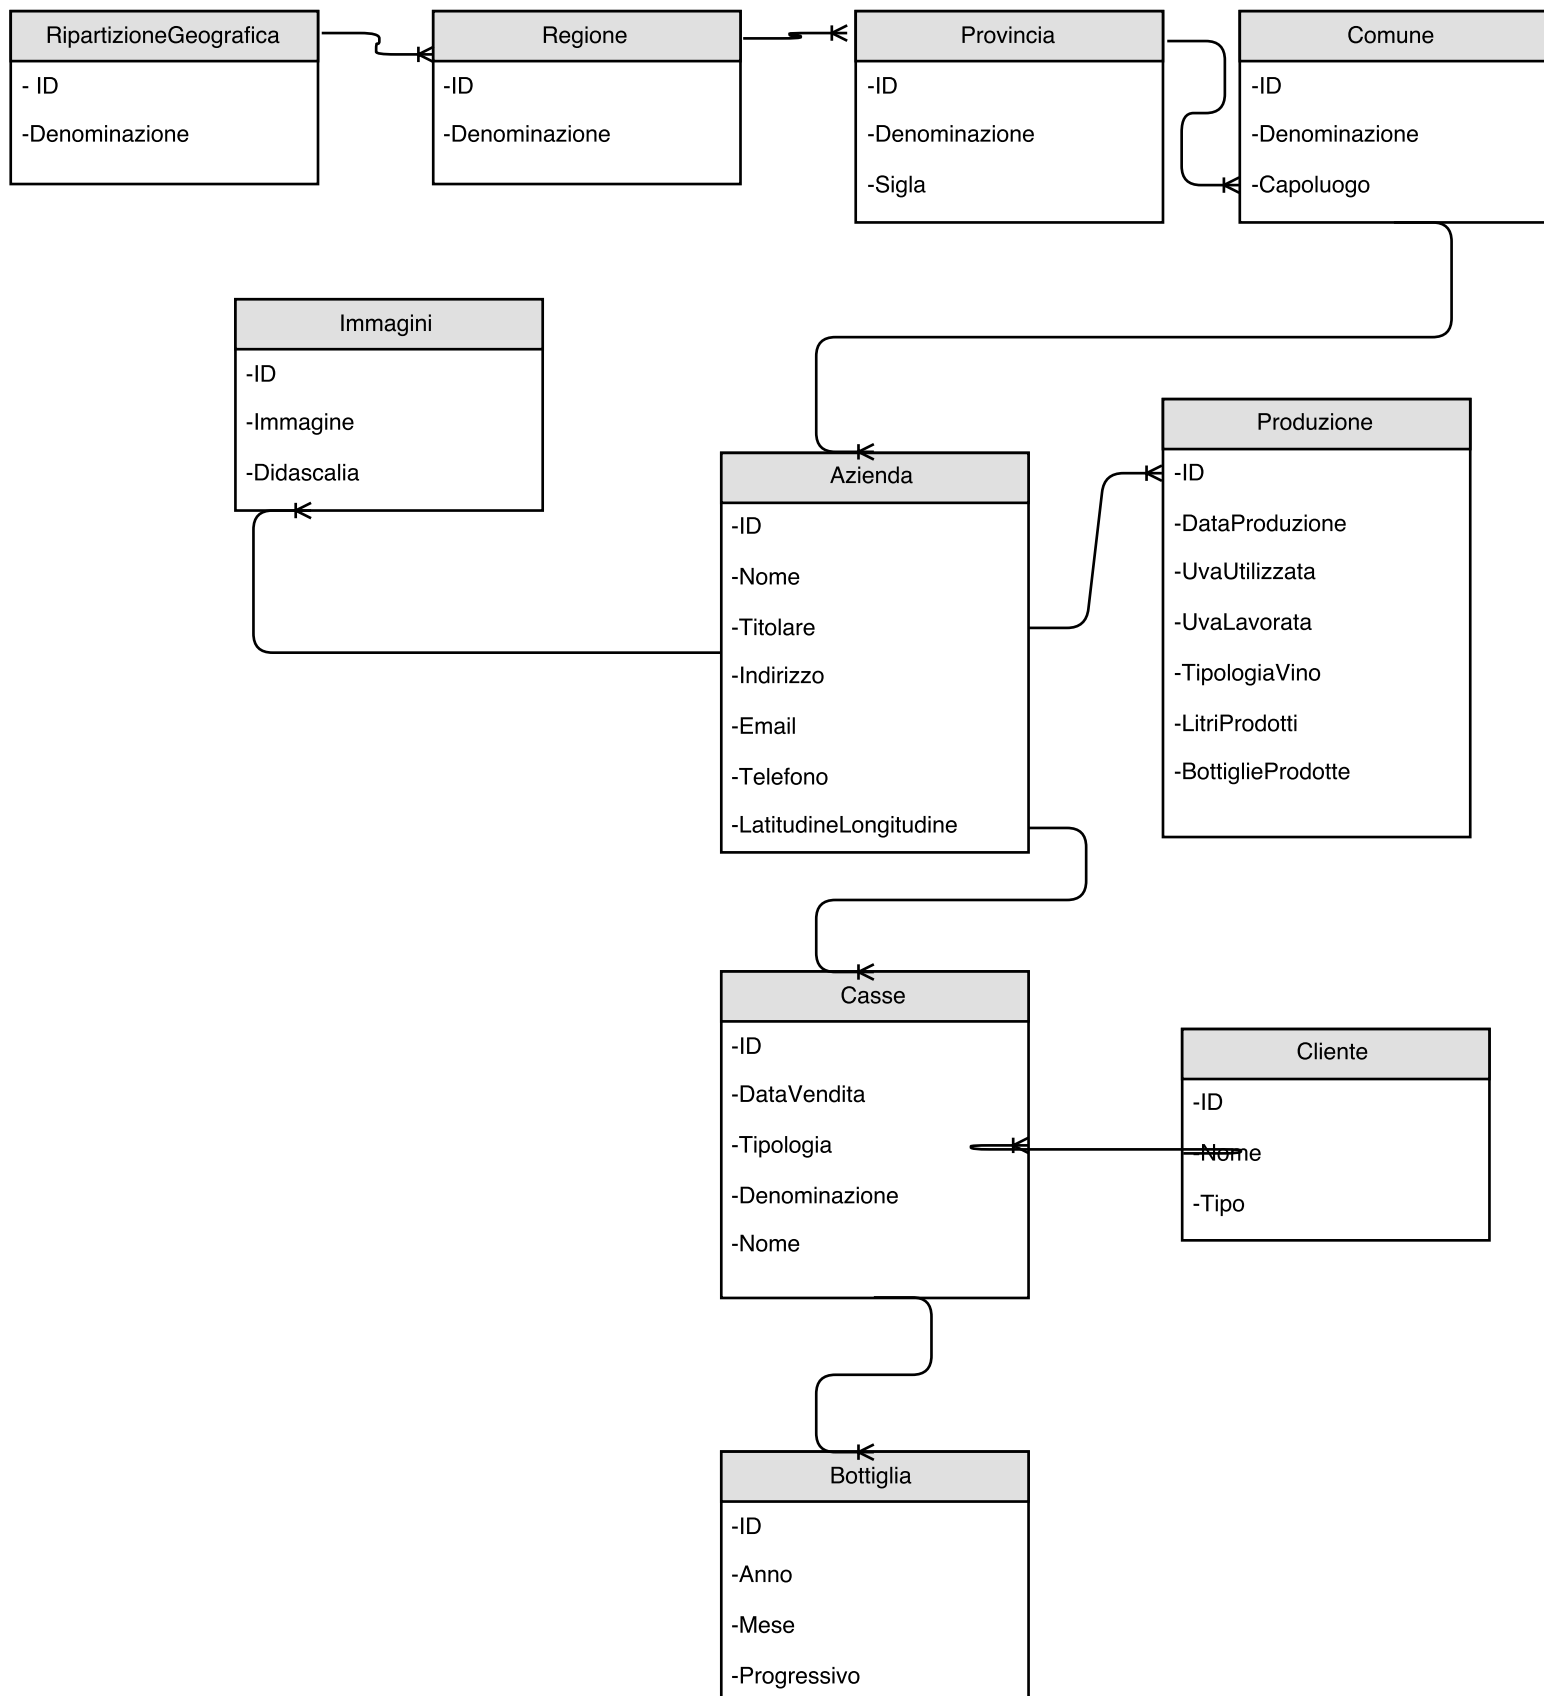 RipartizioneGeografica
- ID
-Denominazione
Regione
-ID
-Denominazione
Provincia
-ID
-Denominazione
-Sigla
Comune
-ID
-Denominazione
-Capoluogo
Immagini
-ID
-Immagine
-Didascalia
Azienda
-ID
-Nome
-Titolare
-Indirizzo
-Email
-Telefono
-LatitudineLongitudine
Produzione
-ID
-DataProduzione
-UvaUtilizzata
-UvaLavorata
-TipologiaVino
-LitriProdotti
-BottiglieProdotte
Casse
-ID
-DataVendita
-Tipologia
-Denominazione
-Nome
Cliente
-ID
-Nome
-Tipo
Bottiglia
-ID
-Anno
-Mese
-Progressivo